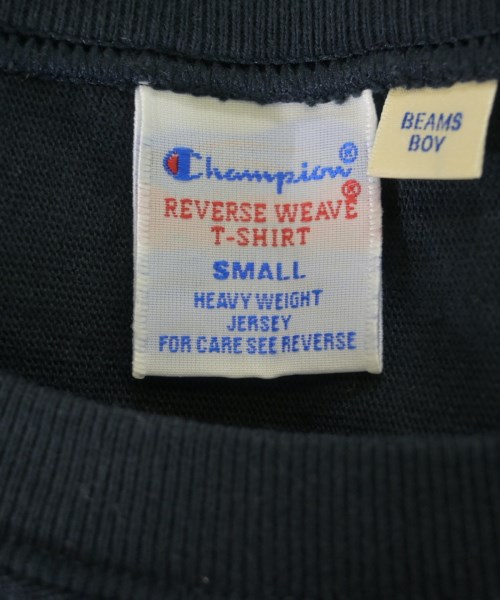 Champion®
REVERSE WEAVE®
T-SHIRT
SMALL
HEAVY WEIGHT
JERSEY
FOR CARE SEE REVERSE
BEAMS
BOY